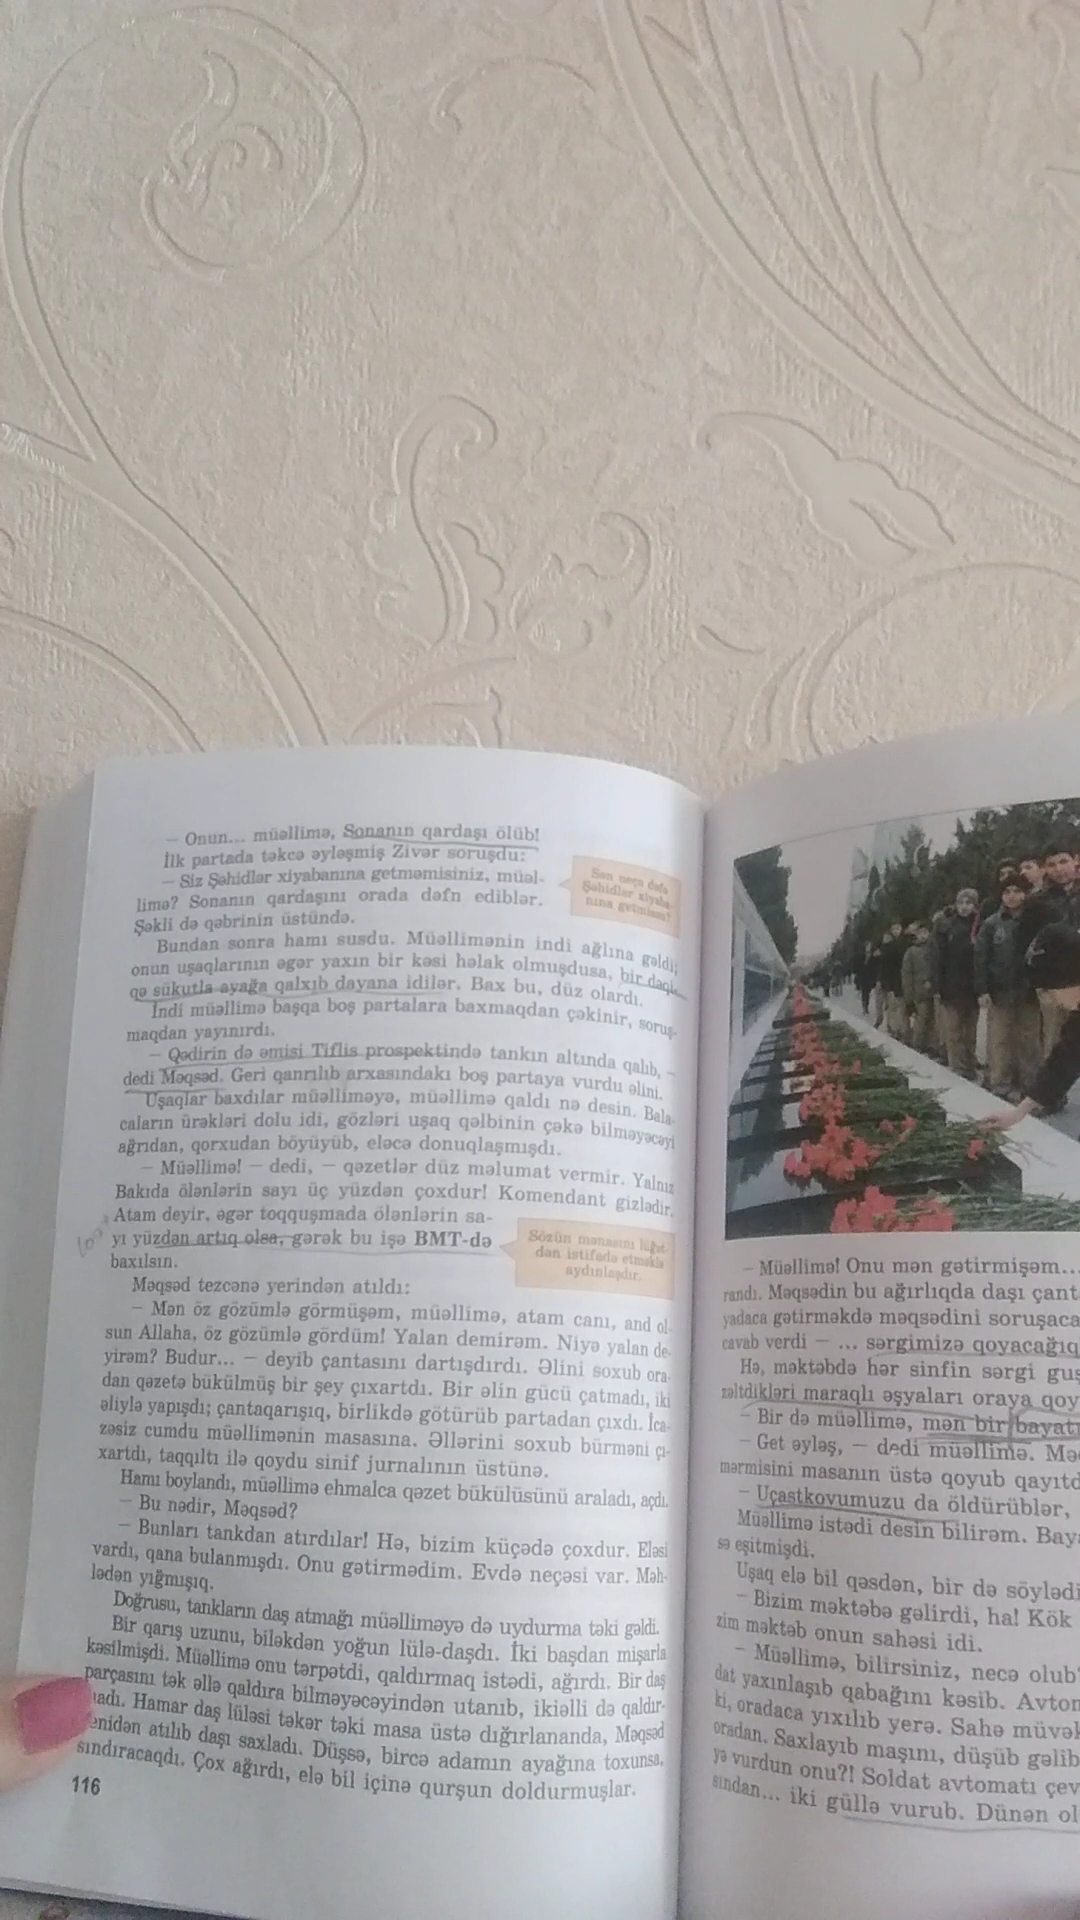 – Onun... müəllimə, Sonanın qardaşı ölüb!
İlk partada təkcə əyləşmiş Zivər soruşdu:
– Siz Şəhidlər xiyabanına getməmisiniz, müəl-
limə? Sonanın qardaşını orada dəfn ediblər.
Şəkli də qəbrinin üstündə.
Sən neçə dəfə
Şəhidlər xiyaba-
nına getmisən?
Bundan sonra hamı susdu. Müəllimənin indi ağlına gəldi;
onun uşaqlarının əgər yaxın bir kəsi həlak olmuşdusa, bir dəqi-
qə sükutla ayağa qalxıb dayana idilər. Bax bu, düz olardı.
İndi müəllimə başqa boş partalara baxmaqdan çəkinir, soruş-
maqdan yayınırdı.
– Qədirin də əmisi Tiflis prospektində tankın altında qalıb, –
dedi Məqsəd. Geri qanrılıb arxasındakı boş partaya vurdu əlini.
Uşaqlar baxdılar müəlliməyə, müəllimə qaldı nə desin. Bala-
caların ürəkləri dolu idi, gözləri uşaq qəlbinin çəkə bilməyəcəyi
ağrıdan, qorxudan böyüyüb, eləcə donuqlaşmışdı.
– Müəllimə! – dedi, – qəzetlər düz məlumat vermir. Yalnız
Bakıda ölənlərin sayı üç yüzdən çoxdur! Komendant gizlədir.
Atam deyir, əgər toqquşmada ölənlərin sa-
yı yüzdən artıq olsa, gərək bu işə BMT-də
baxılsın.
Sözün mənasını lüğət-
dən istifadə etməklə
aydınlaşdır.
Məqsəd tezcənə yerindən atıldı:
– Mən öz gözümlə görmüşəm, müəllimə, atam canı, and ol-
sun Allaha, öz gözümlə gördüm! Yalan demirəm. Niyə yalan de-
yirəm? Budur... – deyib çantasını dartışdırdı. Əlini soxub ora-
dan qəzetə bükülmüş bir şey çıxartdı. Bir əlin gücü çatmadı, iki
əliylə yapışdı; çantaqarışıq, birlikdə götürüb partadan çıxdı. İca-
zəsiz cumdu müəllimənin masasına. Əllərini soxub bürməni çı-
xartdı, taqqıltı ilə qoydu sinif jurnalının üstünə.
Hamı boylandı, müəllimə ehmalca qəzet bükülüsünü araladı, açdı.
– Bu nədir, Məqsəd?
– Bunları tankdan atırdılar! Hə, bizim küçədə çoxdur. Eləsi
vardı, qana bulanmışdı. Onu gətirmədim. Evdə neçəsi var. Məh-
lədən yığmışıq.
Doğrusu, tankların daş atmağı müəlliməyə də uydurma təki gəldi.
Bir qarış uzunu, biləkdən yoğun lülə-daşdı. İki başdan mişarla
kəsilmişdi. Müəllimə onu tərpətdi, qaldırmaq istədi, ağırdı. Bir daş
parçasını tək əllə qaldıra bilməyəcəyindən utanıb, ikiəlli də qaldır-
madı. Hamar daş lüləsi təkər təki masa üstə dığırlananda, Məqsəd
enidən atılıb daşı saxladı. Düşsə, bircə adamın ayağına toxunsa,
sındıracaqdı. Çox ağırdı, elə bil içinə qurşun doldurmuşlar.
116
– Müəllimə! Onu mən gətirmişəm...
randı. Məqsədin bu ağırlıqda daşı çant
yadaca gətirməkdə məqsədini soruşaca
cavab verdi – ... sərgimizə qoyacağıq
Hə, məktəbdə hər sinfin sərgi guş
zəltdikləri maraqlı əşyaları oraya qoy
– Bir də müəllimə, mən bir bayatı
– Get əyləş, – dedi müəllimə. Mə
mərmisini masanın üstə qoyub qayıtd
– Uçastkovumuzu da öldürüblər,
Müəllimə istədi desin bilirəm. Bay
sə eşitmişdi.
Uşaq elə bil qəsdən, bir də söylədi
– Bizim məktəbə gəlirdi, ha! Kök
zim məktəb onun sahəsi idi.
– Müəllimə, bilirsiniz, necə olub
dat yaxınlaşıb qabağını kəsib. Avton
ki, oradaca yıxılıb yerə. Sahə müvək
oradan. Saxlayıb maşını, düşüb gəlib
yə vurdun onu?! Soldat avtomatı çev
sından... iki güllə vurub. Dünən ol